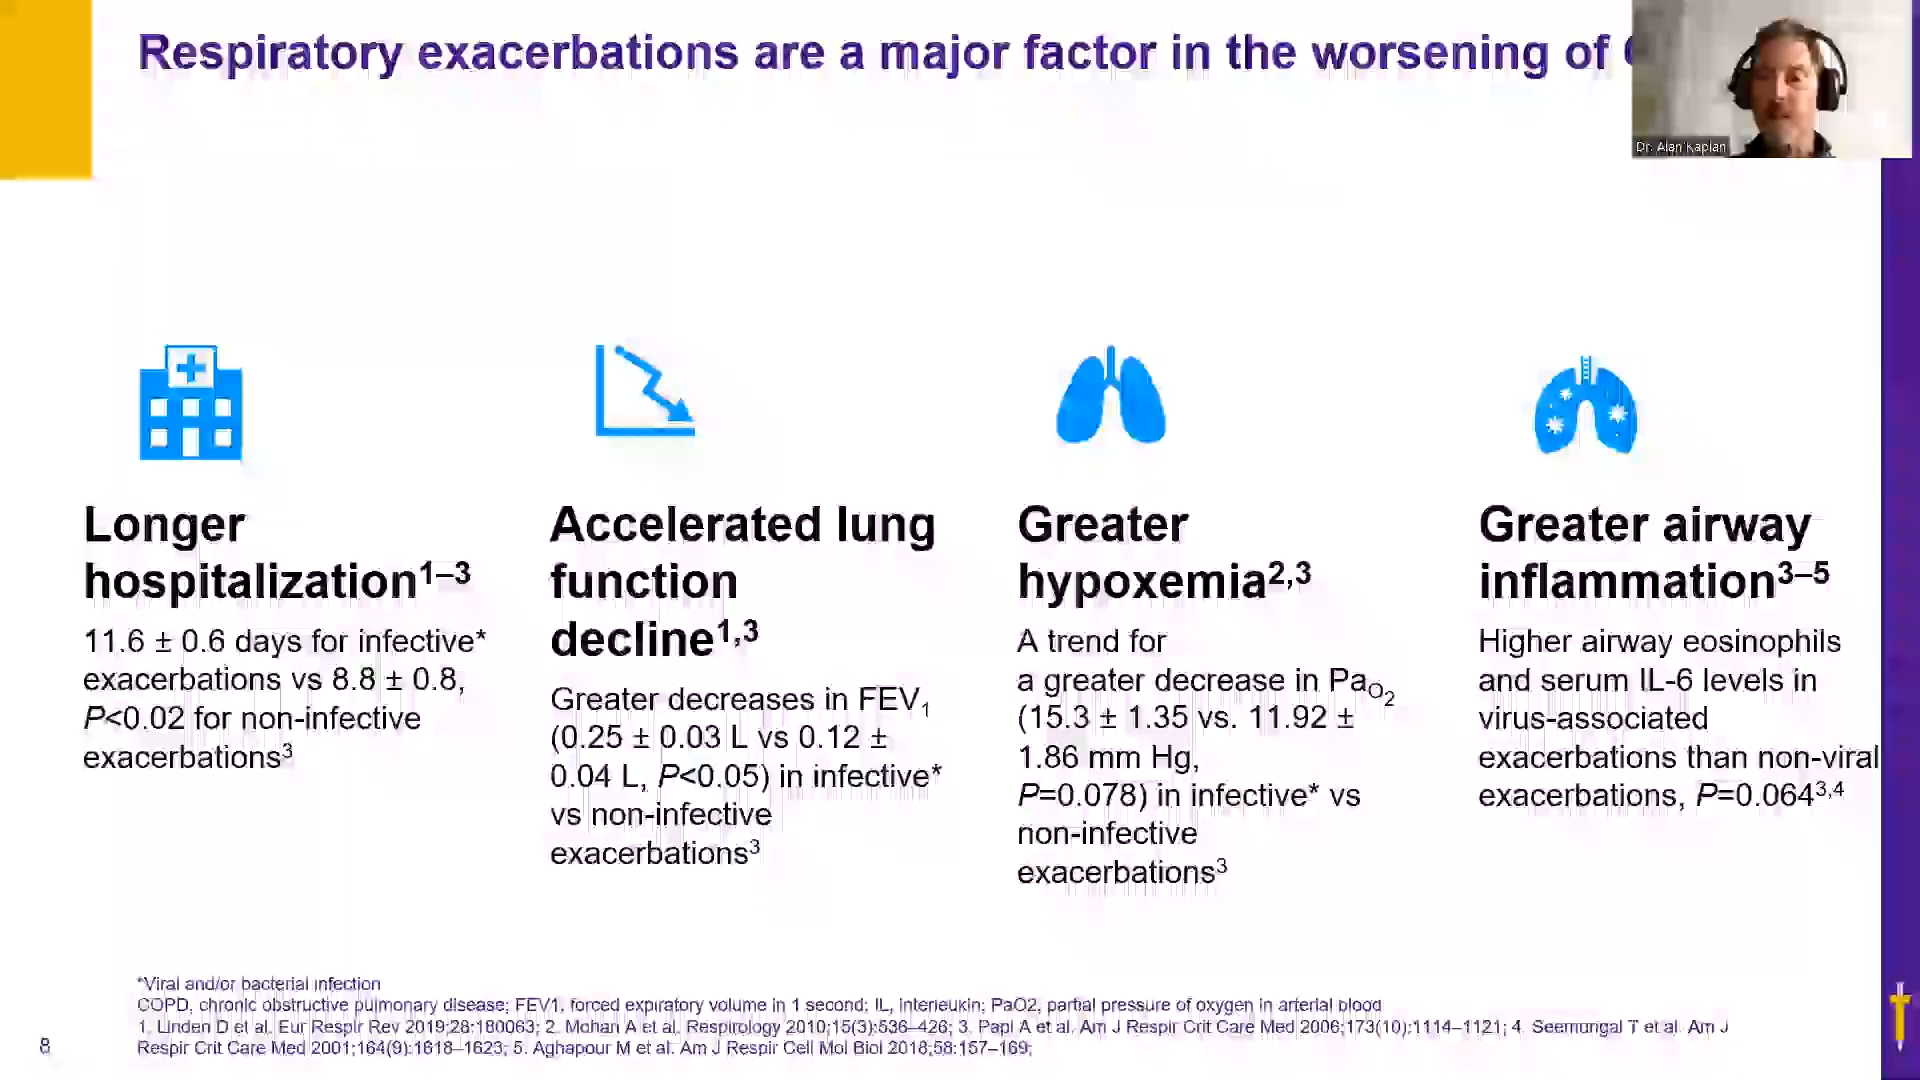 Respiratory exacerbations are a major factor in the worsening of
Dr. Alan Kaplan
Longer
hospitalization1–3
11.6 ± 0.6 days for infective*
exacerbations vs 8.8 ± 0.8,
P<0.02 for non-infective
exacerbations3
Accelerated lung
function
decline1,3
Greater decreases in FEV1
(0.25 ± 0.03 L vs 0.12 ±
0.04 L, P<0.05) in infective*
vs non-infective
exacerbations3
Greater
hypoxemia2,3
A trend for
a greater decrease in PaO2
(15.3 ± 1.35 vs. 11.92 ±
1.86 mm Hg,
P=0.078) in infective* vs
non-infective
exacerbations3
Greater airway
inflammation3–5
Higher airway eosinophils
and serum IL-6 levels in
virus-associated
exacerbations than non-viral
exacerbations, P=0.0643,4
*Viral and/or bacterial infection
COPD, chronic obstructive pulmonary disease; FEV1, forced expiratory volume in 1 second; IL, interleukin; PaO2, partial pressure of oxygen in arterial blood
1. Linden D et al. Eur Respir Rev 2019;28:180063; 2. Mohan A et al. Respirology 2010;15(3):536–426; 3. Papi A et al. Am J Respir Crit Care Med 2006;173(10):1114–1121; 4. Seemungal T et al. Am J
Respir Crit Care Med 2001;164(9):1618–1623; 5. Aghapour M et al. Am J Respir Cell Mol Biol 2018;58:157–169;
8